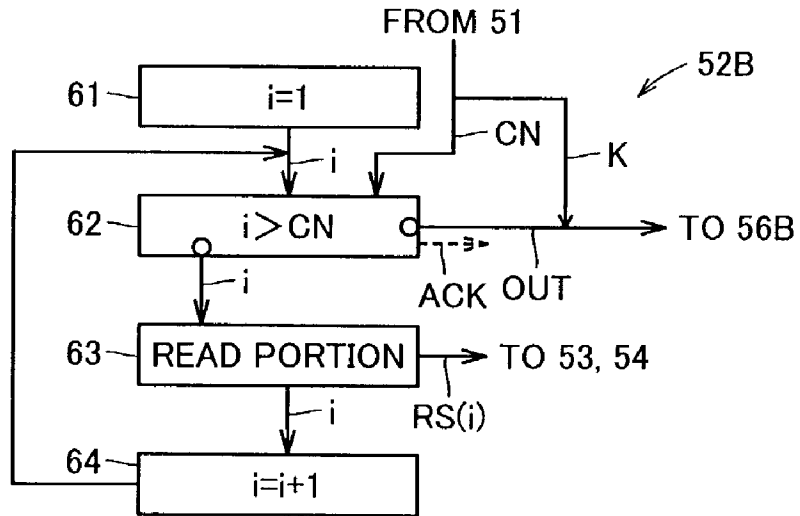 FROM 51
52B
61
i=1
CN
K
i
62
i>CN
TO 56B
ACK
OUT
i
63
READ PORTION
TO 53, 54
RS(i)
i
64
i=i+1